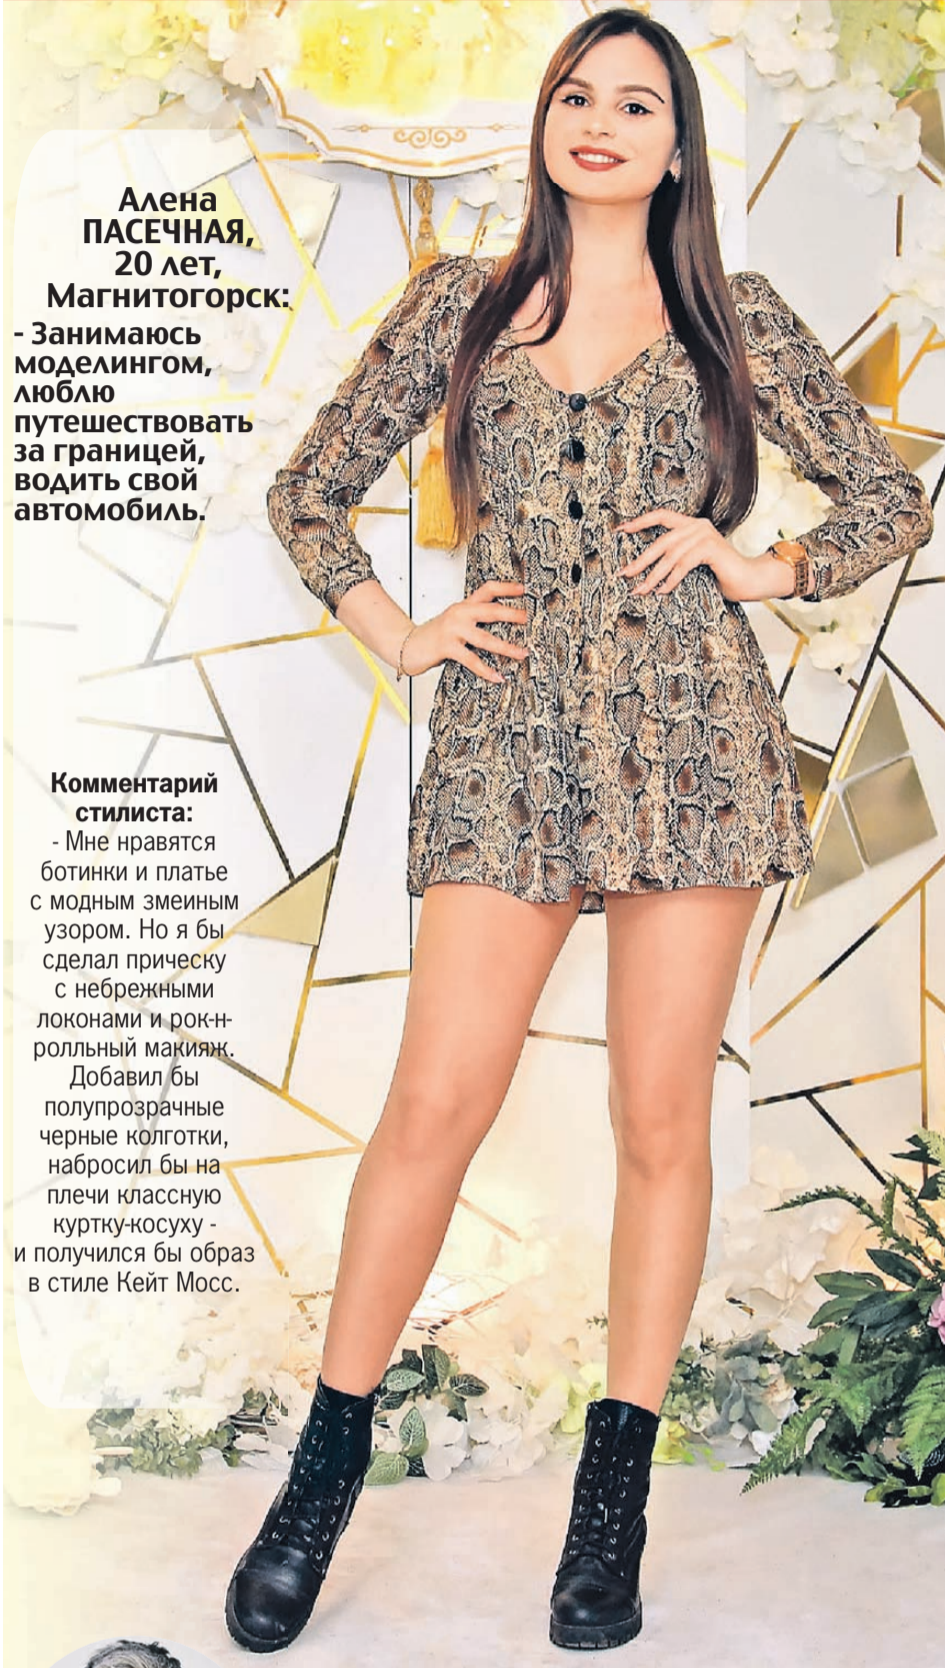 Алена
ПАСЕЧНАЯ,
20 лет,
Магнитогорск:
- Занимаюсь
моделингом,
люблю
путешествовать
за границей,
водить свой
автомобиль.
Комментарий
стилиста:
- Мне нравятся
ботинки и платье
с модным змеиным
узором. Но я бы
сделал прическу
с небрежными
локонами и рок-н-
ролльный макияж.
Добавил бы
полупрозрачные
черные колготки,
набросил бы на
плечи классную
куртку-косуху -
и получился бы образ
в стиле Кейт Мосс.